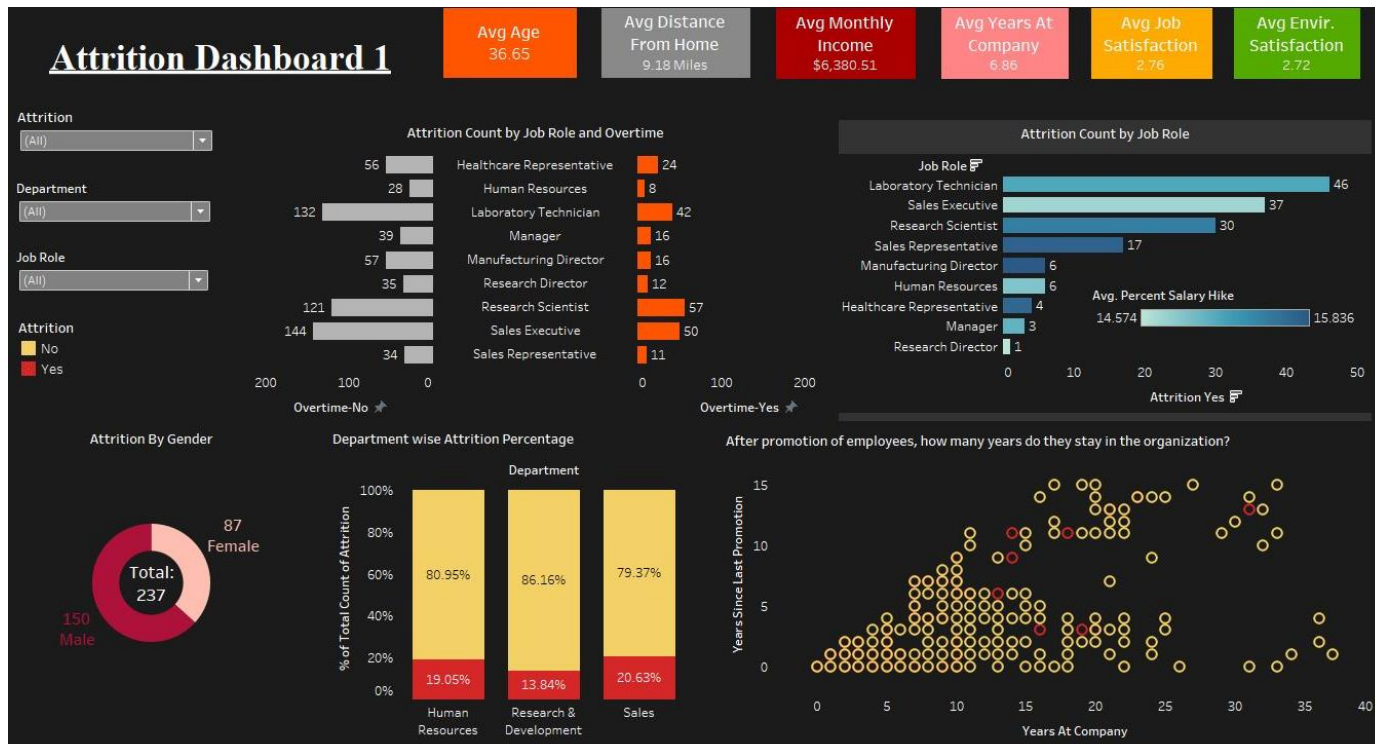 Attrition Dashboard 1
Avg Age
36.65
Avg Distance
From Home
9.18 Miles
Avg Monthly
Income
$6,380.51
Avg Years At
Company
6.86
Avg Job
Satisfaction
2.76
Avg Envir.
Satisfaction
2.72
Attrition
(All)
Department
(All)
Job Role
(All)
Attrition
No
Yes
Attrition Count by Job Role and Overtime
56 Healthcare Representative 24
28 Human Resources 8
132 Laboratory Technician 42
39 Manager 16
57 Manufacturing Director 16
35 Research Director 12
121 Research Scientist 57
144 Sales Executive 50
34 Sales Representative 11
200 100 0 0 100 200
Overtime-No Overtime-Yes
Attrition Count by Job Role
Job Role
Laboratory Technician 46
Sales Executive 37
Research Scientist 30
Sales Representative 17
Manufacturing Director 6
Human Resources 6
Healthcare Representative 4
Manager 3
Research Director 1
Avg. Percent Salary Hike
14.574 15.836
0 10 20 30 40 50
Attrition Yes
Attrition By Gender
87
Female
Total:
237
150
Male
Department wise Attrition Percentage
Department
% of Total Count of Attrition
100%
80%
60%
40%
20%
0%
80.95% 86.16% 79.37%
19.05% 13.84% 20.63%
Human
Resources
Research &
Development
Sales
After promotion of employees, how many years do they stay in the organization?
Years Since Last Promotion
15
10
5
0
0 5 10 15 20 25 30 35 40
Years At Company